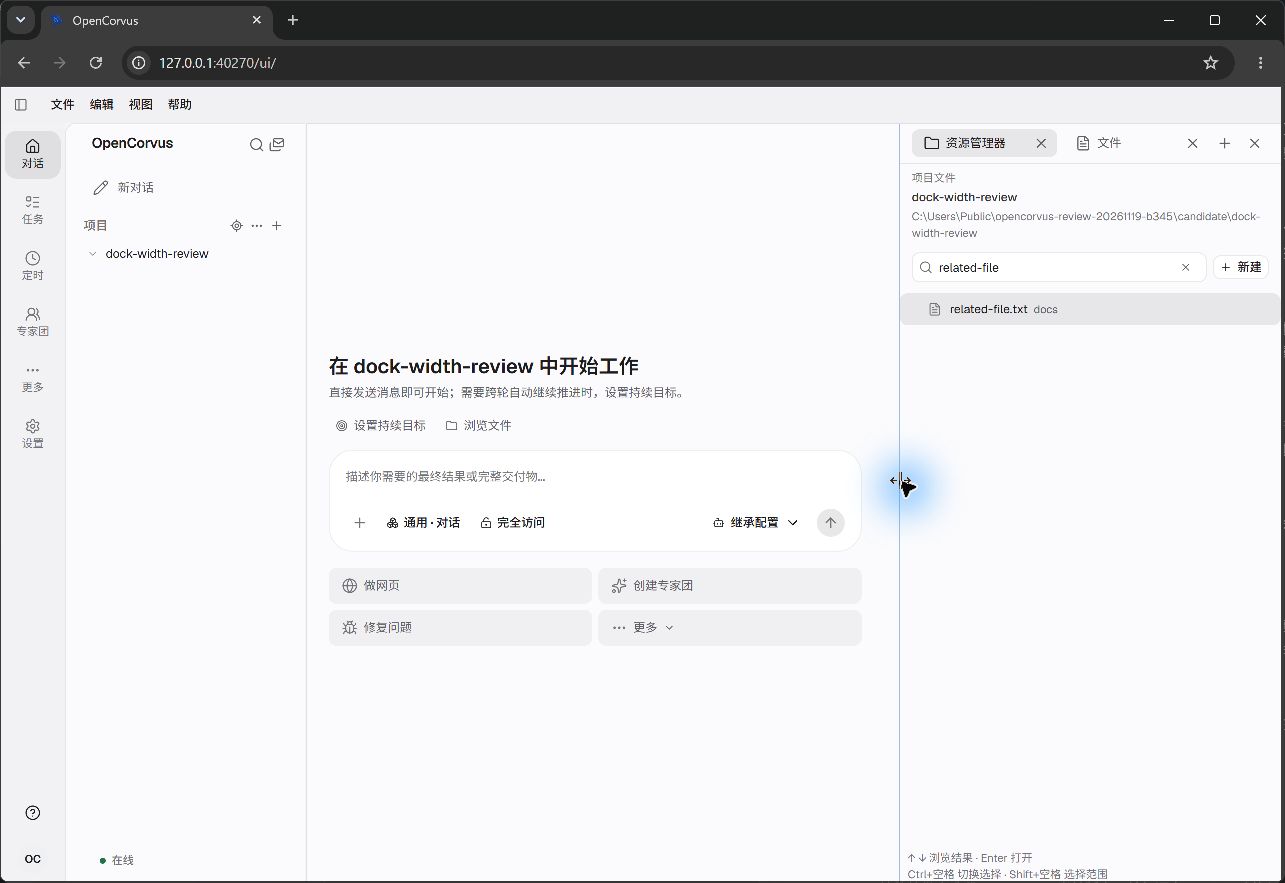 OpenCorvus
127.0.0.1:40270/ui/
文件 编辑 视图 帮助
对话
任务
定时
专家团
更多
设置
OC
OpenCorvus
新对话
项目
dock-width-review
在线
在 dock-width-review 中开始工作
直接发送消息即可开始；需要跨轮自动继续推进时，设置持续目标。
设置持续目标 浏览文件
描述你需要的最终结果或完整交付物...
通用 · 对话 完全访问 继承配置
做网页 创建专家团
修复问题 更多
资源管理器 文件
项目文件
dock-width-review
C:\Users\Public\opencorvus-review-20261119-b345\candidate\dock-
width-review
related-file 新建
related-file.txt docs
↑↓浏览结果 · Enter 打开
Ctrl+空格 切换选择 · Shift+空格 选择范围